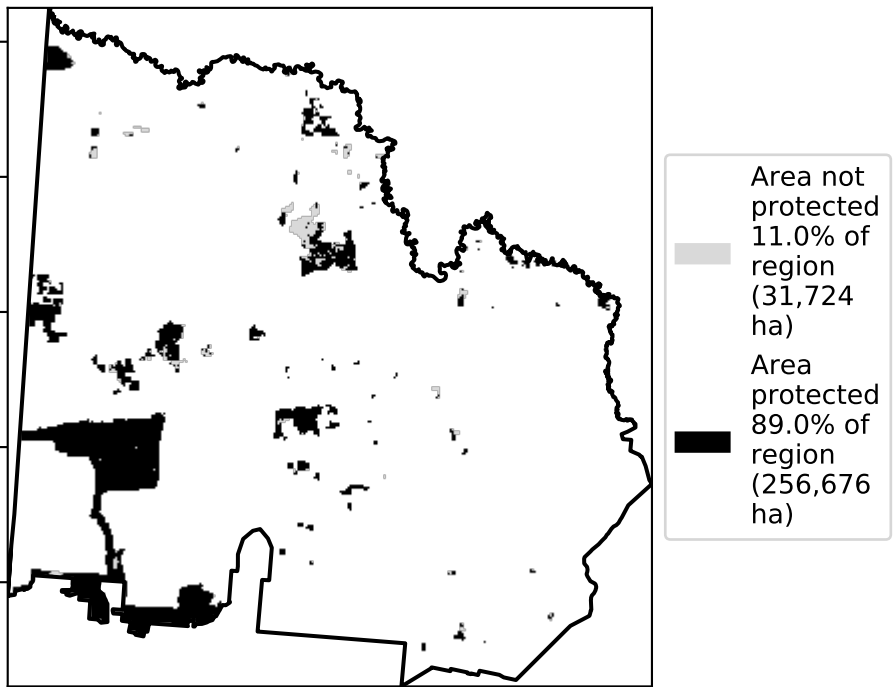 Area not
protected
11.0% of
region
(31,724
ha)
Area
protected
89.0% of
region
(256,676
ha)